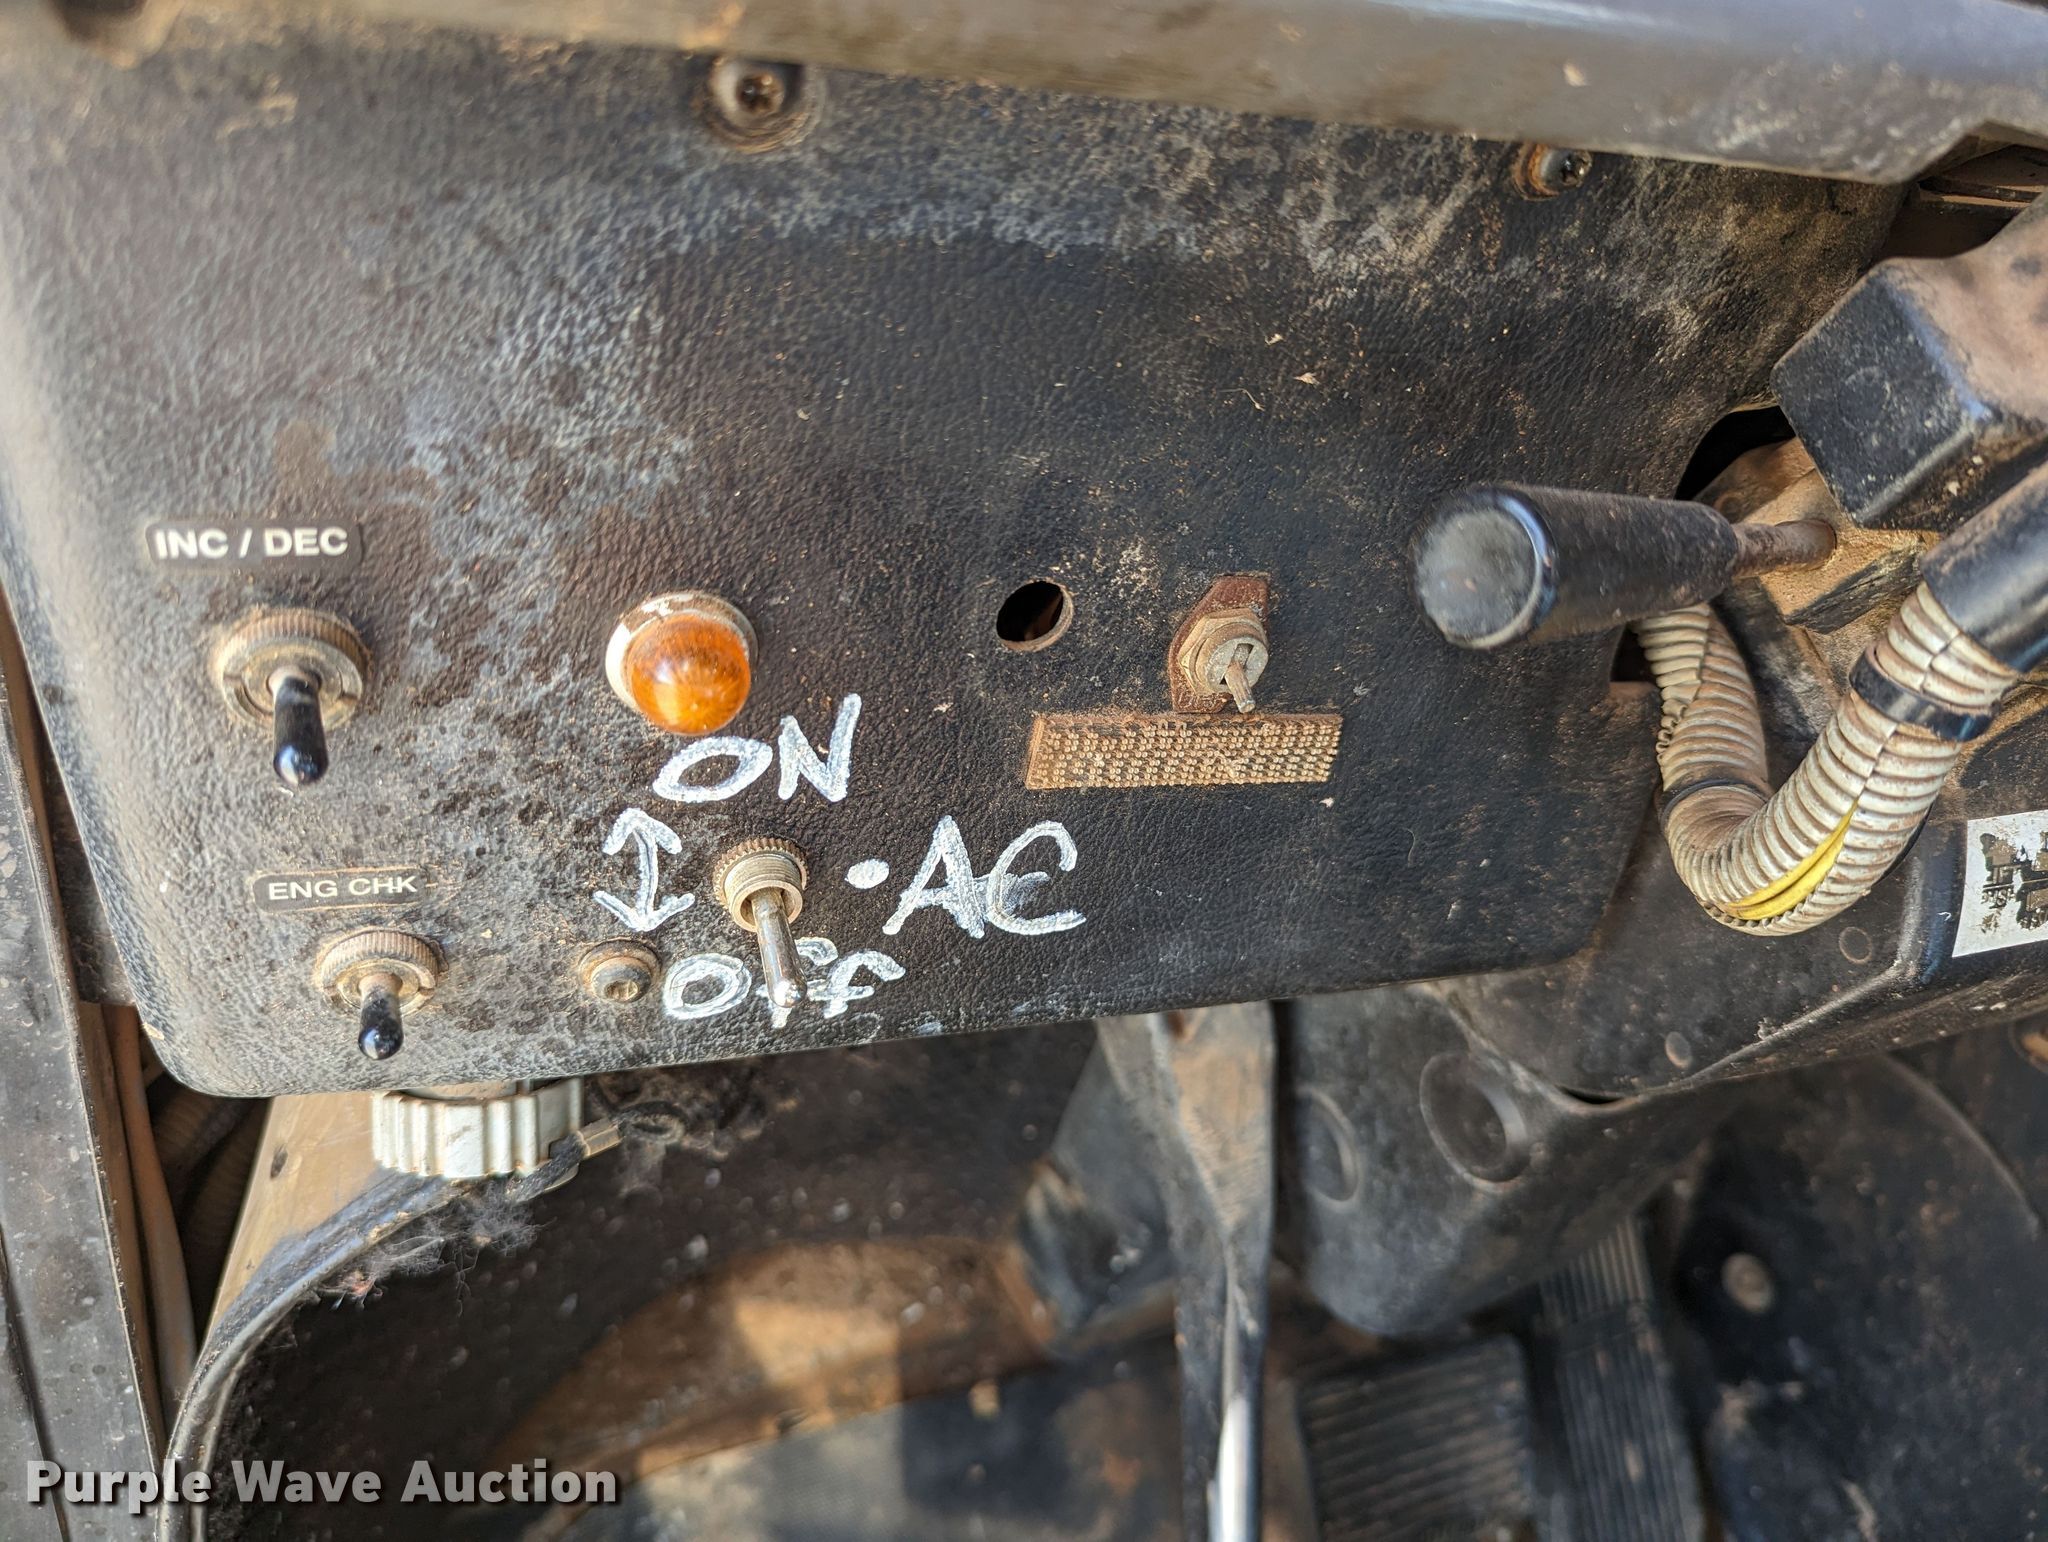 INC / DEC
ON
ENG CHK
AC
OFF
Purple Wave Auction